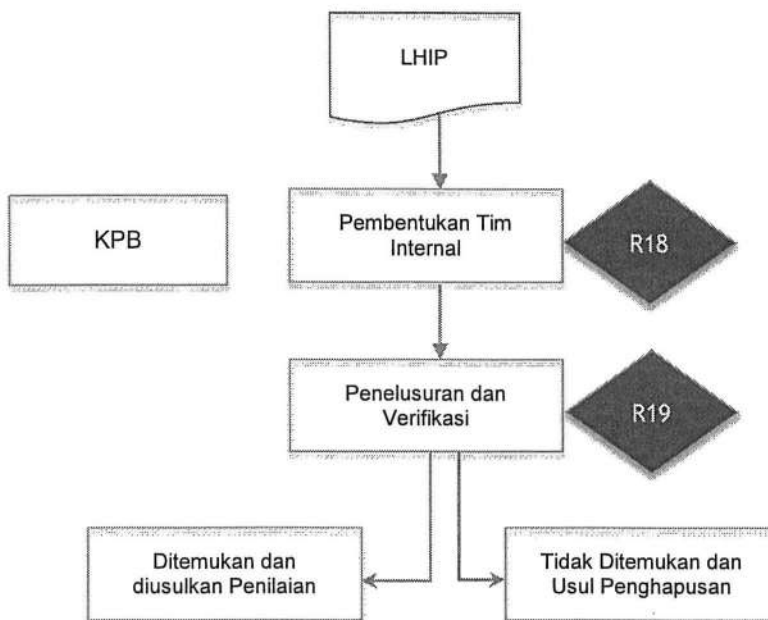 LHIP
KPB
Pembentukan Tim
Internal
R18
Penelusuran dan
Verifikasi
R19
Ditemukan dan
diusulkan Penilaian
Tidak Ditemukan dan
Usul Penghapusan